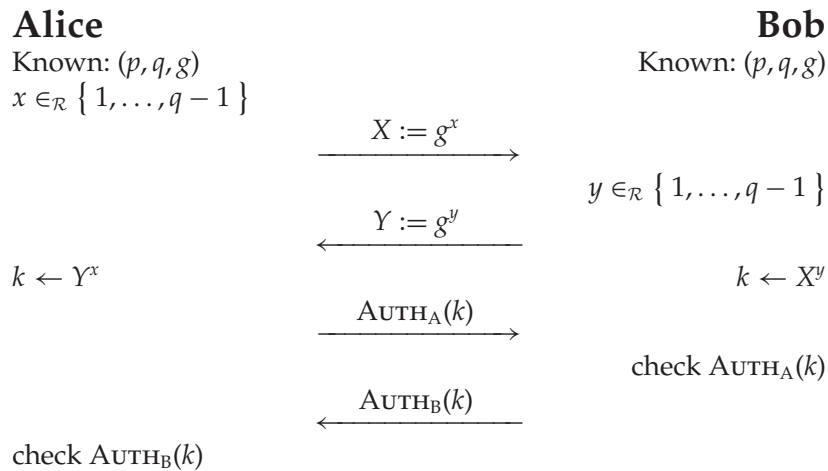 Alice Bob
Known: (p, q, g) Known: (p, q, g)
x ∈_R { 1, . . . , q − 1 }
X := g^x
y ∈_R { 1, . . . , q − 1 }
Y := g^y
k ← Y^x k ← X^y
AUTH_A(k)
check AUTH_A(k)
AUTH_B(k)
check AUTH_B(k)